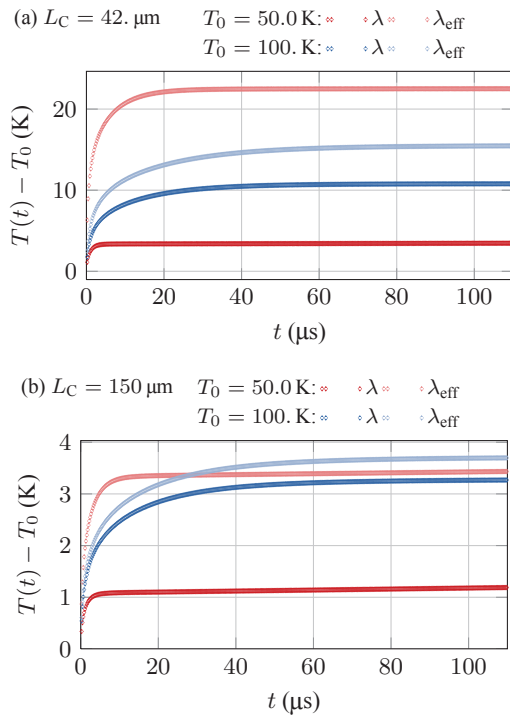 (a) L_C = 42. μm T_0 = 50.0 K: λ λ_eff
T_0 = 100. K: λ λ_eff
20
10
0
T(t) − T_0 (K)
0 20 40 60 80 100
t (μs)
(b) L_C = 150 μm T_0 = 50.0 K: λ λ_eff
T_0 = 100. K: λ λ_eff
4
3
2
1
0
T(t) − T_0 (K)
0 20 40 60 80 100
t (μs)